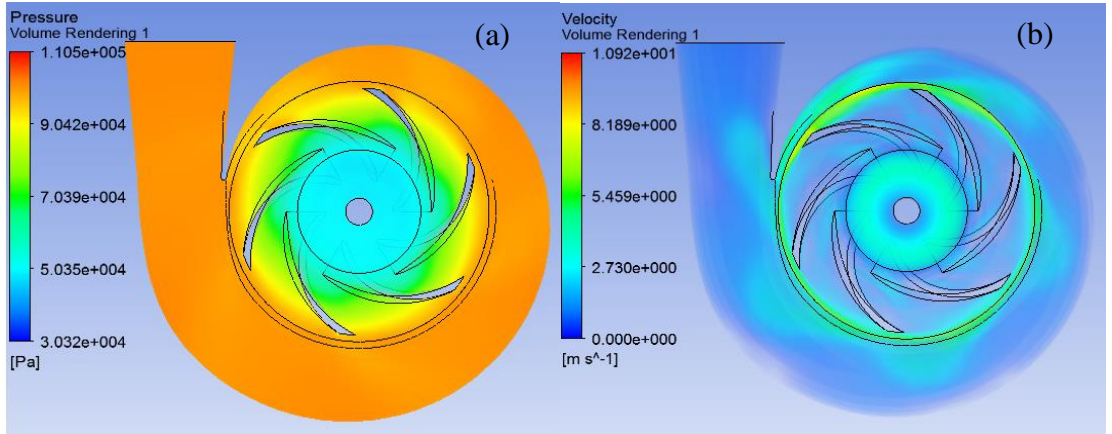 Pressure
Volume Rendering 1
1.105e+005
9.042e+004
7.039e+004
5.035e+004
3.032e+004
[Pa]
(a)
Velocity
Volume Rendering 1
1.092e+001
8.189e+000
5.459e+000
2.730e+000
0.000e+000
[m s^-1]
(b)